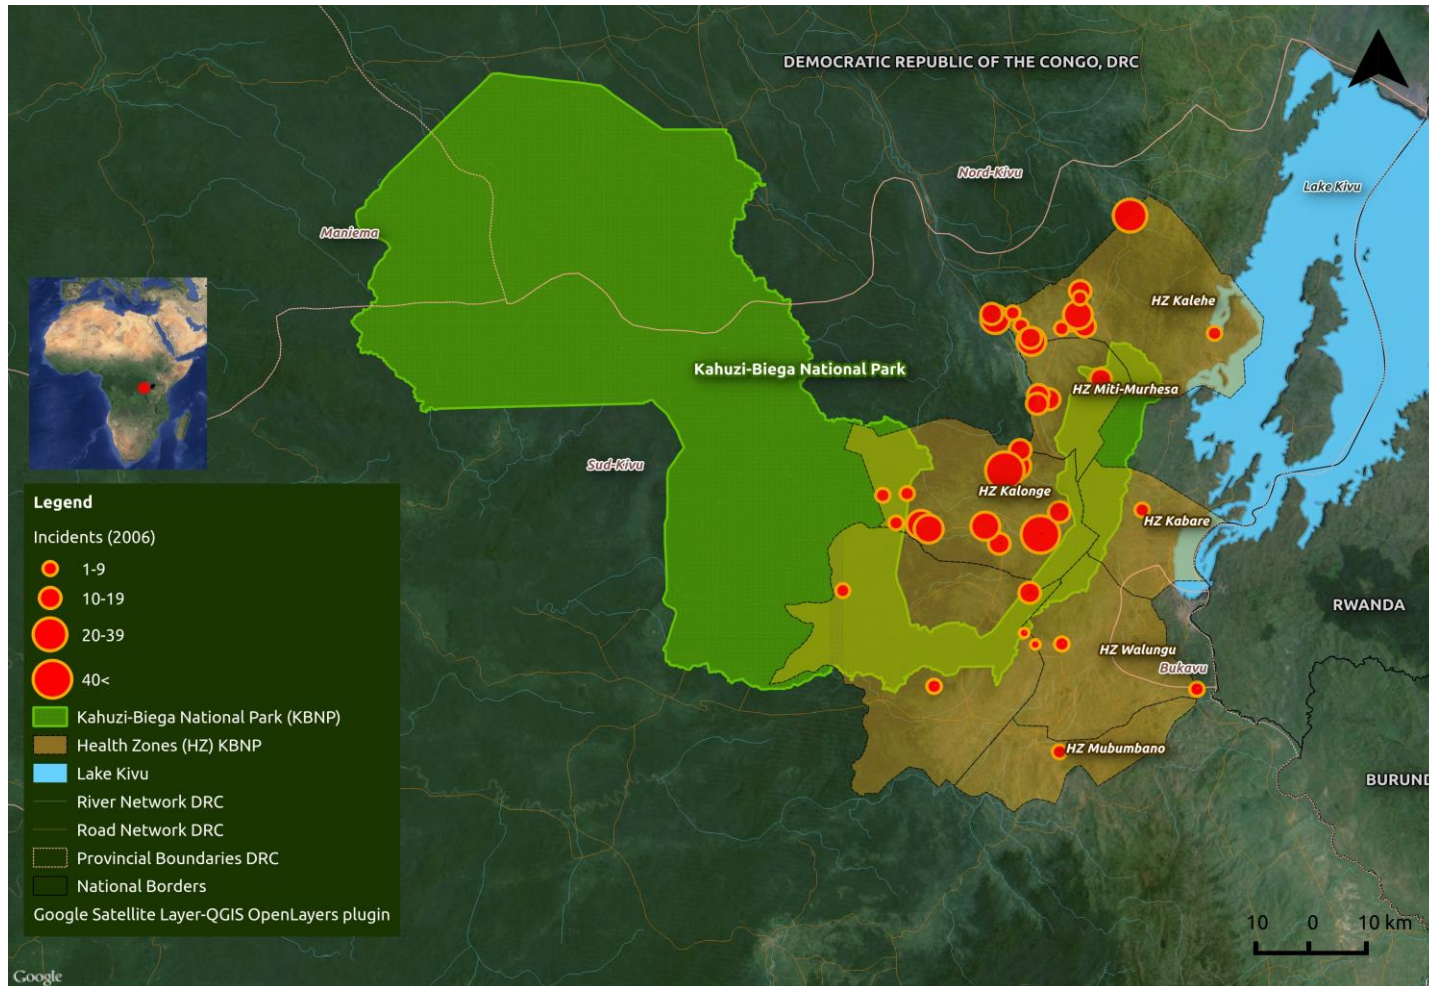 DEMOCRATIC REPUBLIC OF THE CONGO, DRC
Nord-Kivu
Lake Kivu
Maniema
HZ Kalehe
Kahuzi-Biega National Park
HZ Miti-Murhesa
Sud-Kivu
HZ Kalonge
HZ Kabare
RWANDA
HZ Walungu
Bukavu
HZ Mubumbano
BURUND
Legend
Incidents (2006)
1-9
10-19
20-39
40<
Kahuzi-Biega National Park (KBNP)
Health Zones (HZ) KBNP
Lake Kivu
River Network DRC
Road Network DRC
Provincial Boundaries DRC
National Borders
Google Satellite Layer-QGIS OpenLayers plugin
10 0 10 km
Google